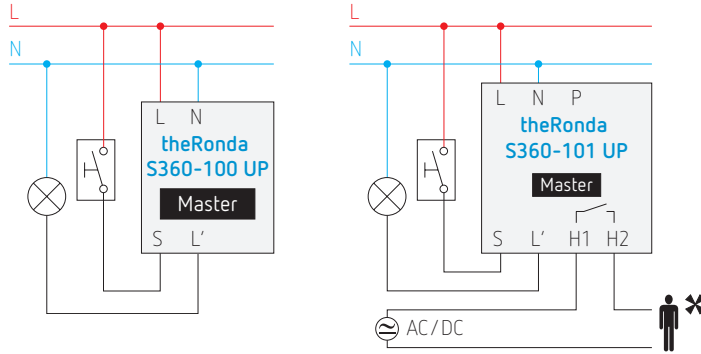 L
N
L N
theRonda
S360-100 UP
Master
S L’
L
N
L N P
theRonda
S360-101 UP
Master
S L’ H1 H2
AC/DC